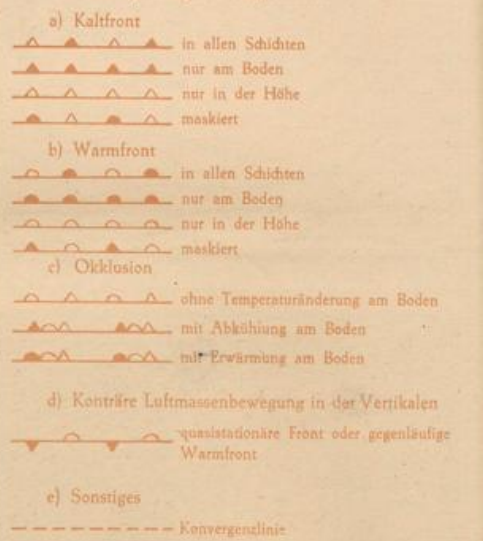 a) Kaltfront
in allen Schichten
nur am Boden
nur in der Höhe
maskiert
b) Warmfront
in allen Schichten
nur am Boden
nur in der Höhe
maskiert
c) Okklusion
ohne Temperaturänderung am Boden
mit Abkühlung am Boden
mit Erwärmung am Boden
d) Konträre Luftmassenbewegung in der Vertikalen
quasistationäre Front oder gegenläufige
Warmfront
e) Sonstiges
Konvergenzlinie